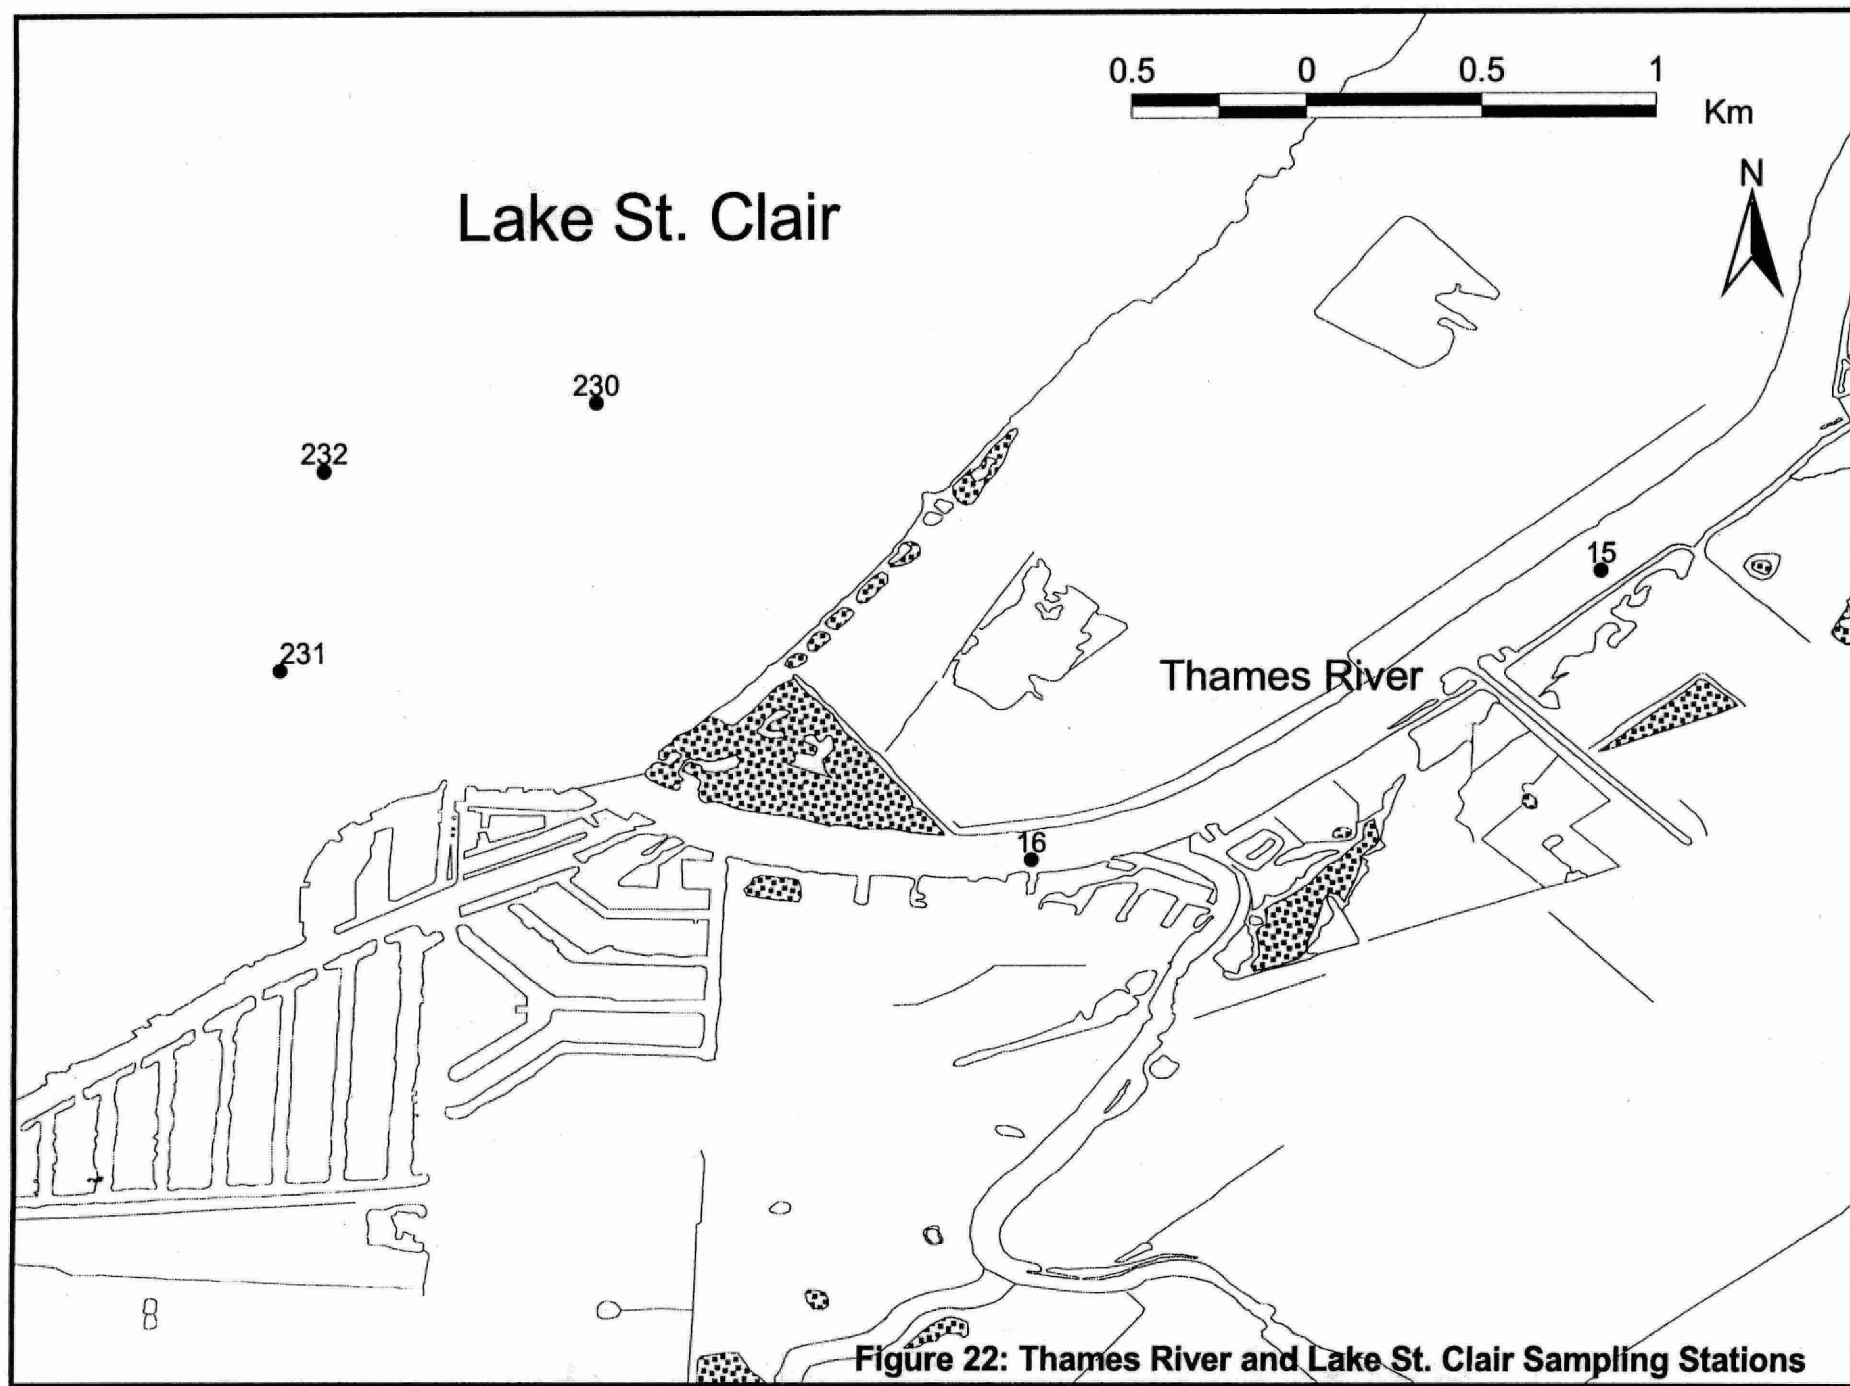 0.5 0 0.5 1
Km
N
Lake St. Clair
230
232
15
231
Thames River
16
Figure 22: Thames River and Lake St. Clair Sampling Stations